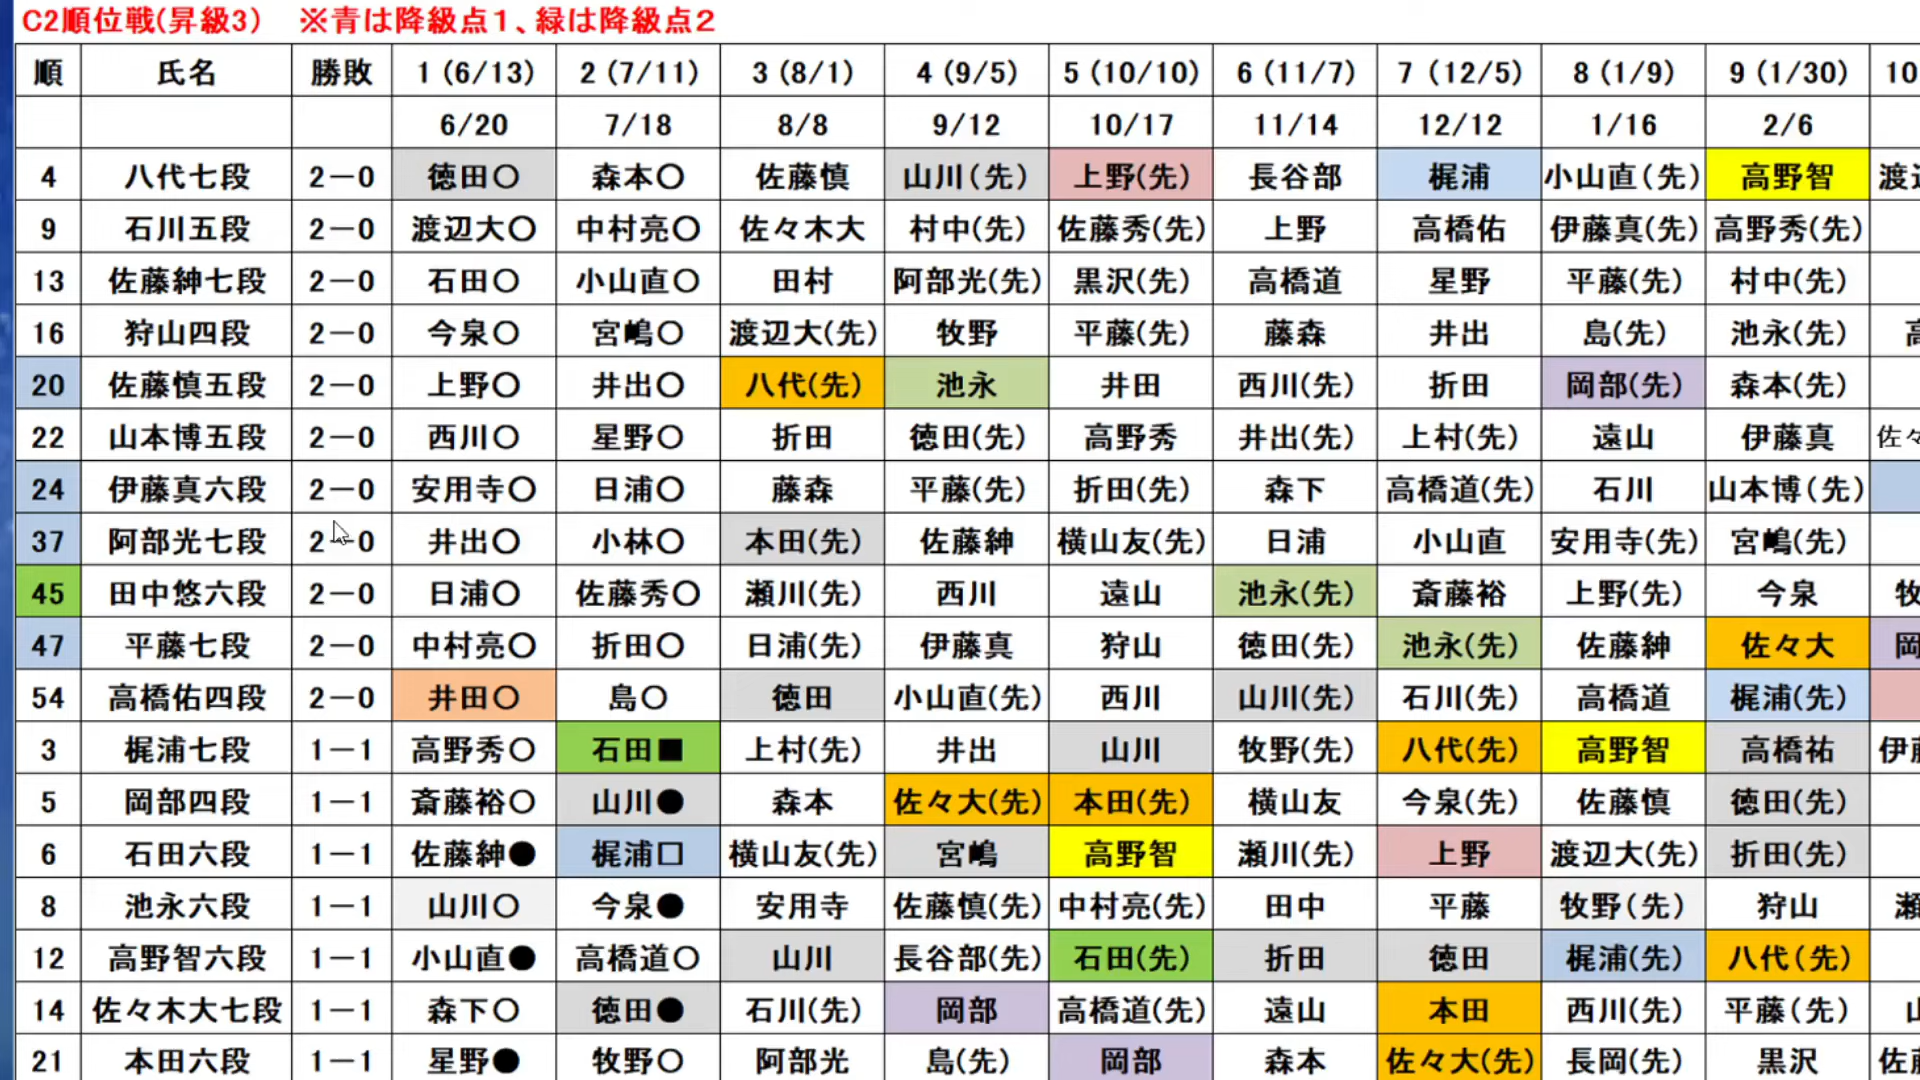 C2順位戦(昇級3)　※青は降級点1、緑は降級点2
順 氏名 勝敗 1(6/13) 2(7/11) 3(8/1) 4(9/5) 5(10/10) 6(11/7) 7(12/5) 8(1/9) 9(1/30) 10
6/20 7/18 8/8 9/12 10/17 11/14 12/12 1/16 2/6
4 八代七段 2−0 徳田〇 森本〇 佐藤慎 山川(先) 上野(先) 長谷部 梶浦 小山直(先) 高野智
9 石川五段 2−0 渡辺大〇 中村亮〇 佐々木大 村中(先) 佐藤秀(先) 上野 高橋佑 伊藤真(先) 高野秀(先)
13 佐藤紳七段 2−0 石田〇 小山直〇 田村 阿部光(先) 黒沢(先) 高橋道 星野 平藤(先) 村中(先)
16 狩山四段 2−0 今泉〇 宮嶋〇 渡辺大(先) 牧野 平藤(先) 藤森 井出 島(先) 池永(先)
20 佐藤慎五段 2−0 上野〇 井出〇 八代(先) 池永 井田 西川(先) 折田 岡部(先) 森本(先)
22 山本博五段 2−0 西川〇 星野〇 折田 徳田(先) 高野秀 井出(先) 上村(先) 遠山 伊藤真 佐々
24 伊藤真六段 2−0 安用寺〇 日浦〇 藤森 平藤(先) 折田(先) 森下 高橋道(先) 石川 山本博(先)
37 阿部光七段 2−0 井出〇 小林〇 本田(先) 佐藤紳 横山友(先) 日浦 小山直 安用寺(先) 宮嶋(先)
45 田中悠六段 2−0 日浦〇 佐藤秀〇 瀬川(先) 西川 遠山 池永(先) 斎藤裕 上野(先) 今泉
47 平藤七段 2−0 中村亮〇 折田〇 日浦(先) 伊藤真 狩山 徳田(先) 池永(先) 佐藤紳 佐々大
54 高橋佑四段 2−0 井田〇 島〇 徳田 小山直(先) 西川 山川(先) 石川(先) 高橋道 梶浦(先)
3 梶浦七段 1−1 高野秀〇 石田■ 上村(先) 井出 山川 牧野(先) 八代(先) 高野智 高橋祐
5 岡部四段 1−1 斎藤裕〇 山川● 森本 佐々大(先) 本田(先) 横山友 今泉(先) 佐藤慎 徳田(先)
6 石田六段 1−1 佐藤紳● 梶浦□ 横山友(先) 宮嶋 高野智 瀬川(先) 上野 渡辺大(先) 折田(先)
8 池永六段 1−1 山川〇 今泉● 安用寺 佐藤慎(先) 中村亮(先) 田中 平藤 牧野(先) 狩山
12 高野智六段 1−1 小山直● 高橋道〇 山川 長谷部(先) 石田(先) 折田 徳田 梶浦(先) 八代(先)
14 佐々木大七段 1−1 森下〇 徳田● 石川(先) 岡部 高橋道(先) 遠山 本田 西川(先) 平藤(先)
21 本田六段 1−1 星野● 牧野〇 阿部光 島(先) 岡部 森本 佐々大(先) 長岡(先) 黒沢